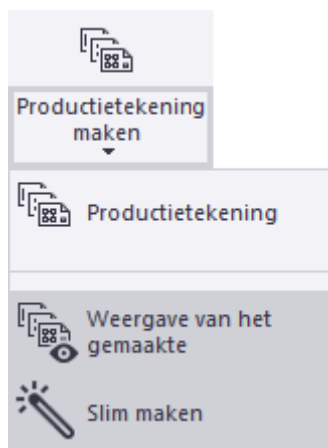 Productietekening
maken
Productietekening
Weergave van het
gemaakte
Slim maken